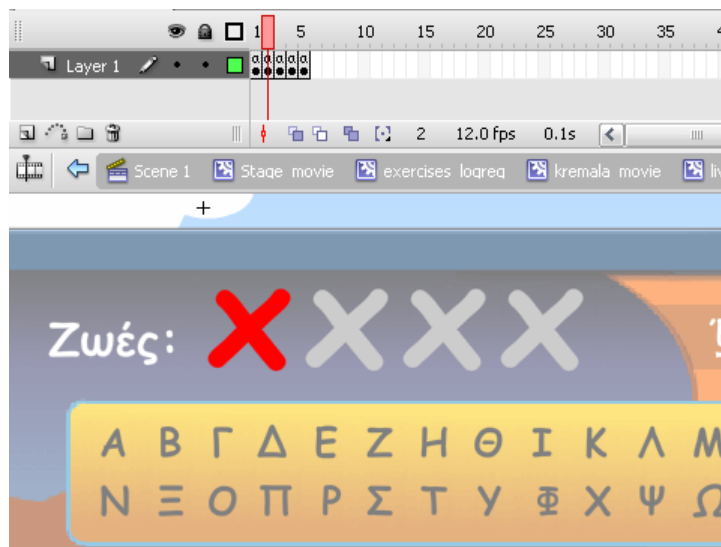 1 5 10 15 20 25 30 35
Layer 1
2 12.0 fps 0.1s
Scene 1 Stage movie exercises logreg kremala movie
Ζωές:
Α Β Γ Δ Ε Ζ Η Θ Ι Κ Λ Μ
Ν Ξ Ο Π Ρ Σ Τ Υ Φ Χ Ψ Ω